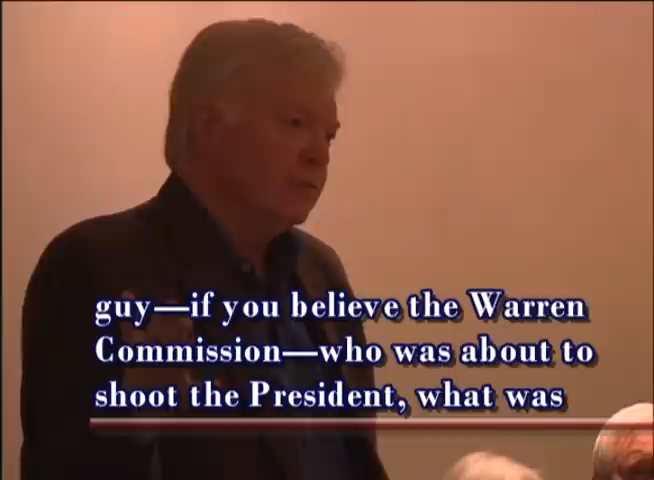 guy—if you believe the Warren
Commission—who was about to
shoot the President, what was